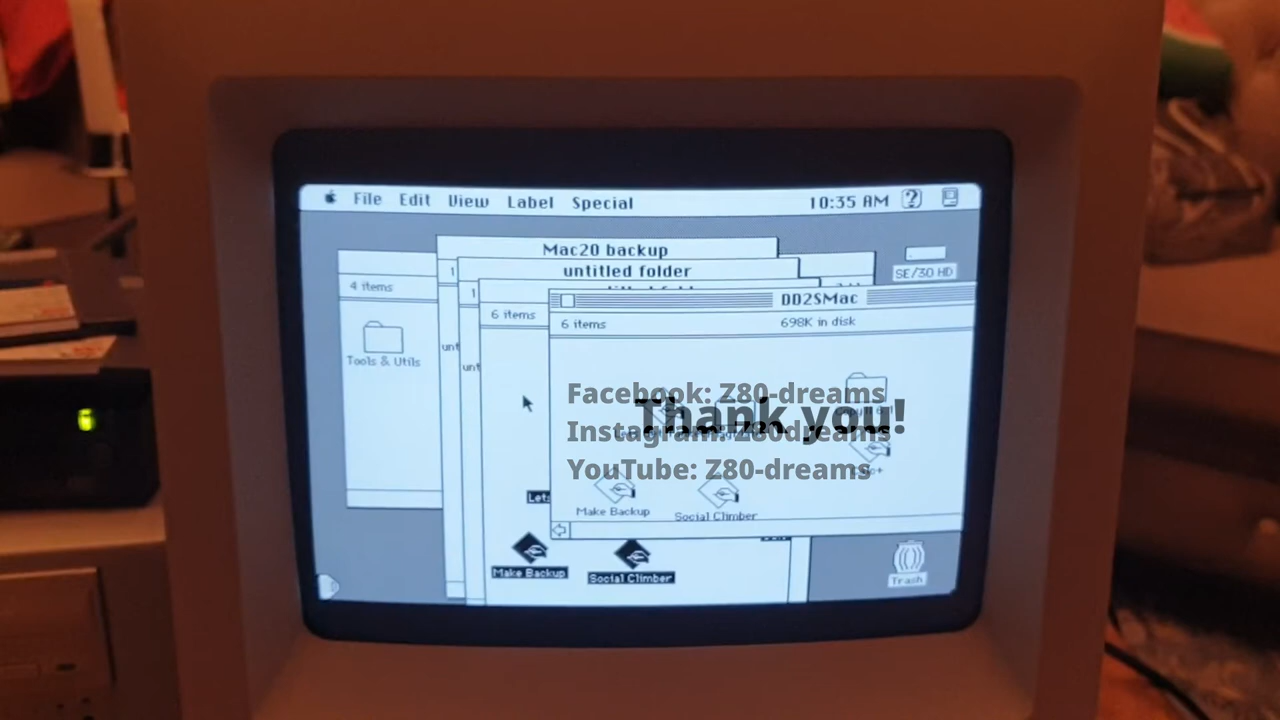 File Edit View Label Special 10:35 AM
Mac20 backup
untitled folder
SE/30 HD
4 items
6 items
DD2SMac
6 items
698K in disk
Tools & Utils
Facebook: Z80-dreams
Thank you!
Instagram: z80dreams
YouTube: Z80-dreams
Make Backup
Social Climber
Make Backup
Social Climber
Trash